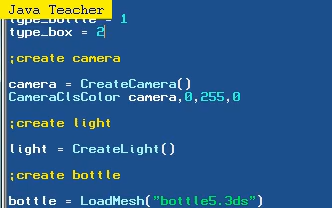 Java Teacher
type_bottle = 1
type_box = 2
;create camera
camera = CreateCamera()
CameraClsColor camera,0,255,0
;create light
light = CreateLight()
;create bottle
bottle = LoadMesh("bottle5.3ds")